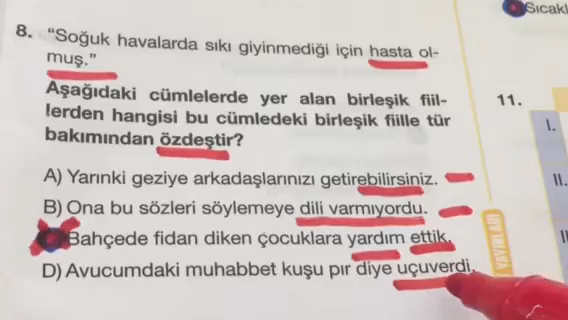 Sıcakl
8. "Soğuk havalarda sıkı giyinmediği için hasta ol-
muş."
Aşağıdaki cümlelerde yer alan birleşik fiil-
lerden hangisi bu cümledeki birleşik fiille tür
bakımından özdeştir?
A) Yarınki geziye arkadaşlarınızı getirebilirsiniz.
B) Ona bu sözleri söylemeye dili varmıyordu.
Bahçede fidan diken çocuklara yardım ettik.
D) Avucumdaki muhabbet kuşu pır diye uçuverdi.
YAYINLARI
11.
I.
II.